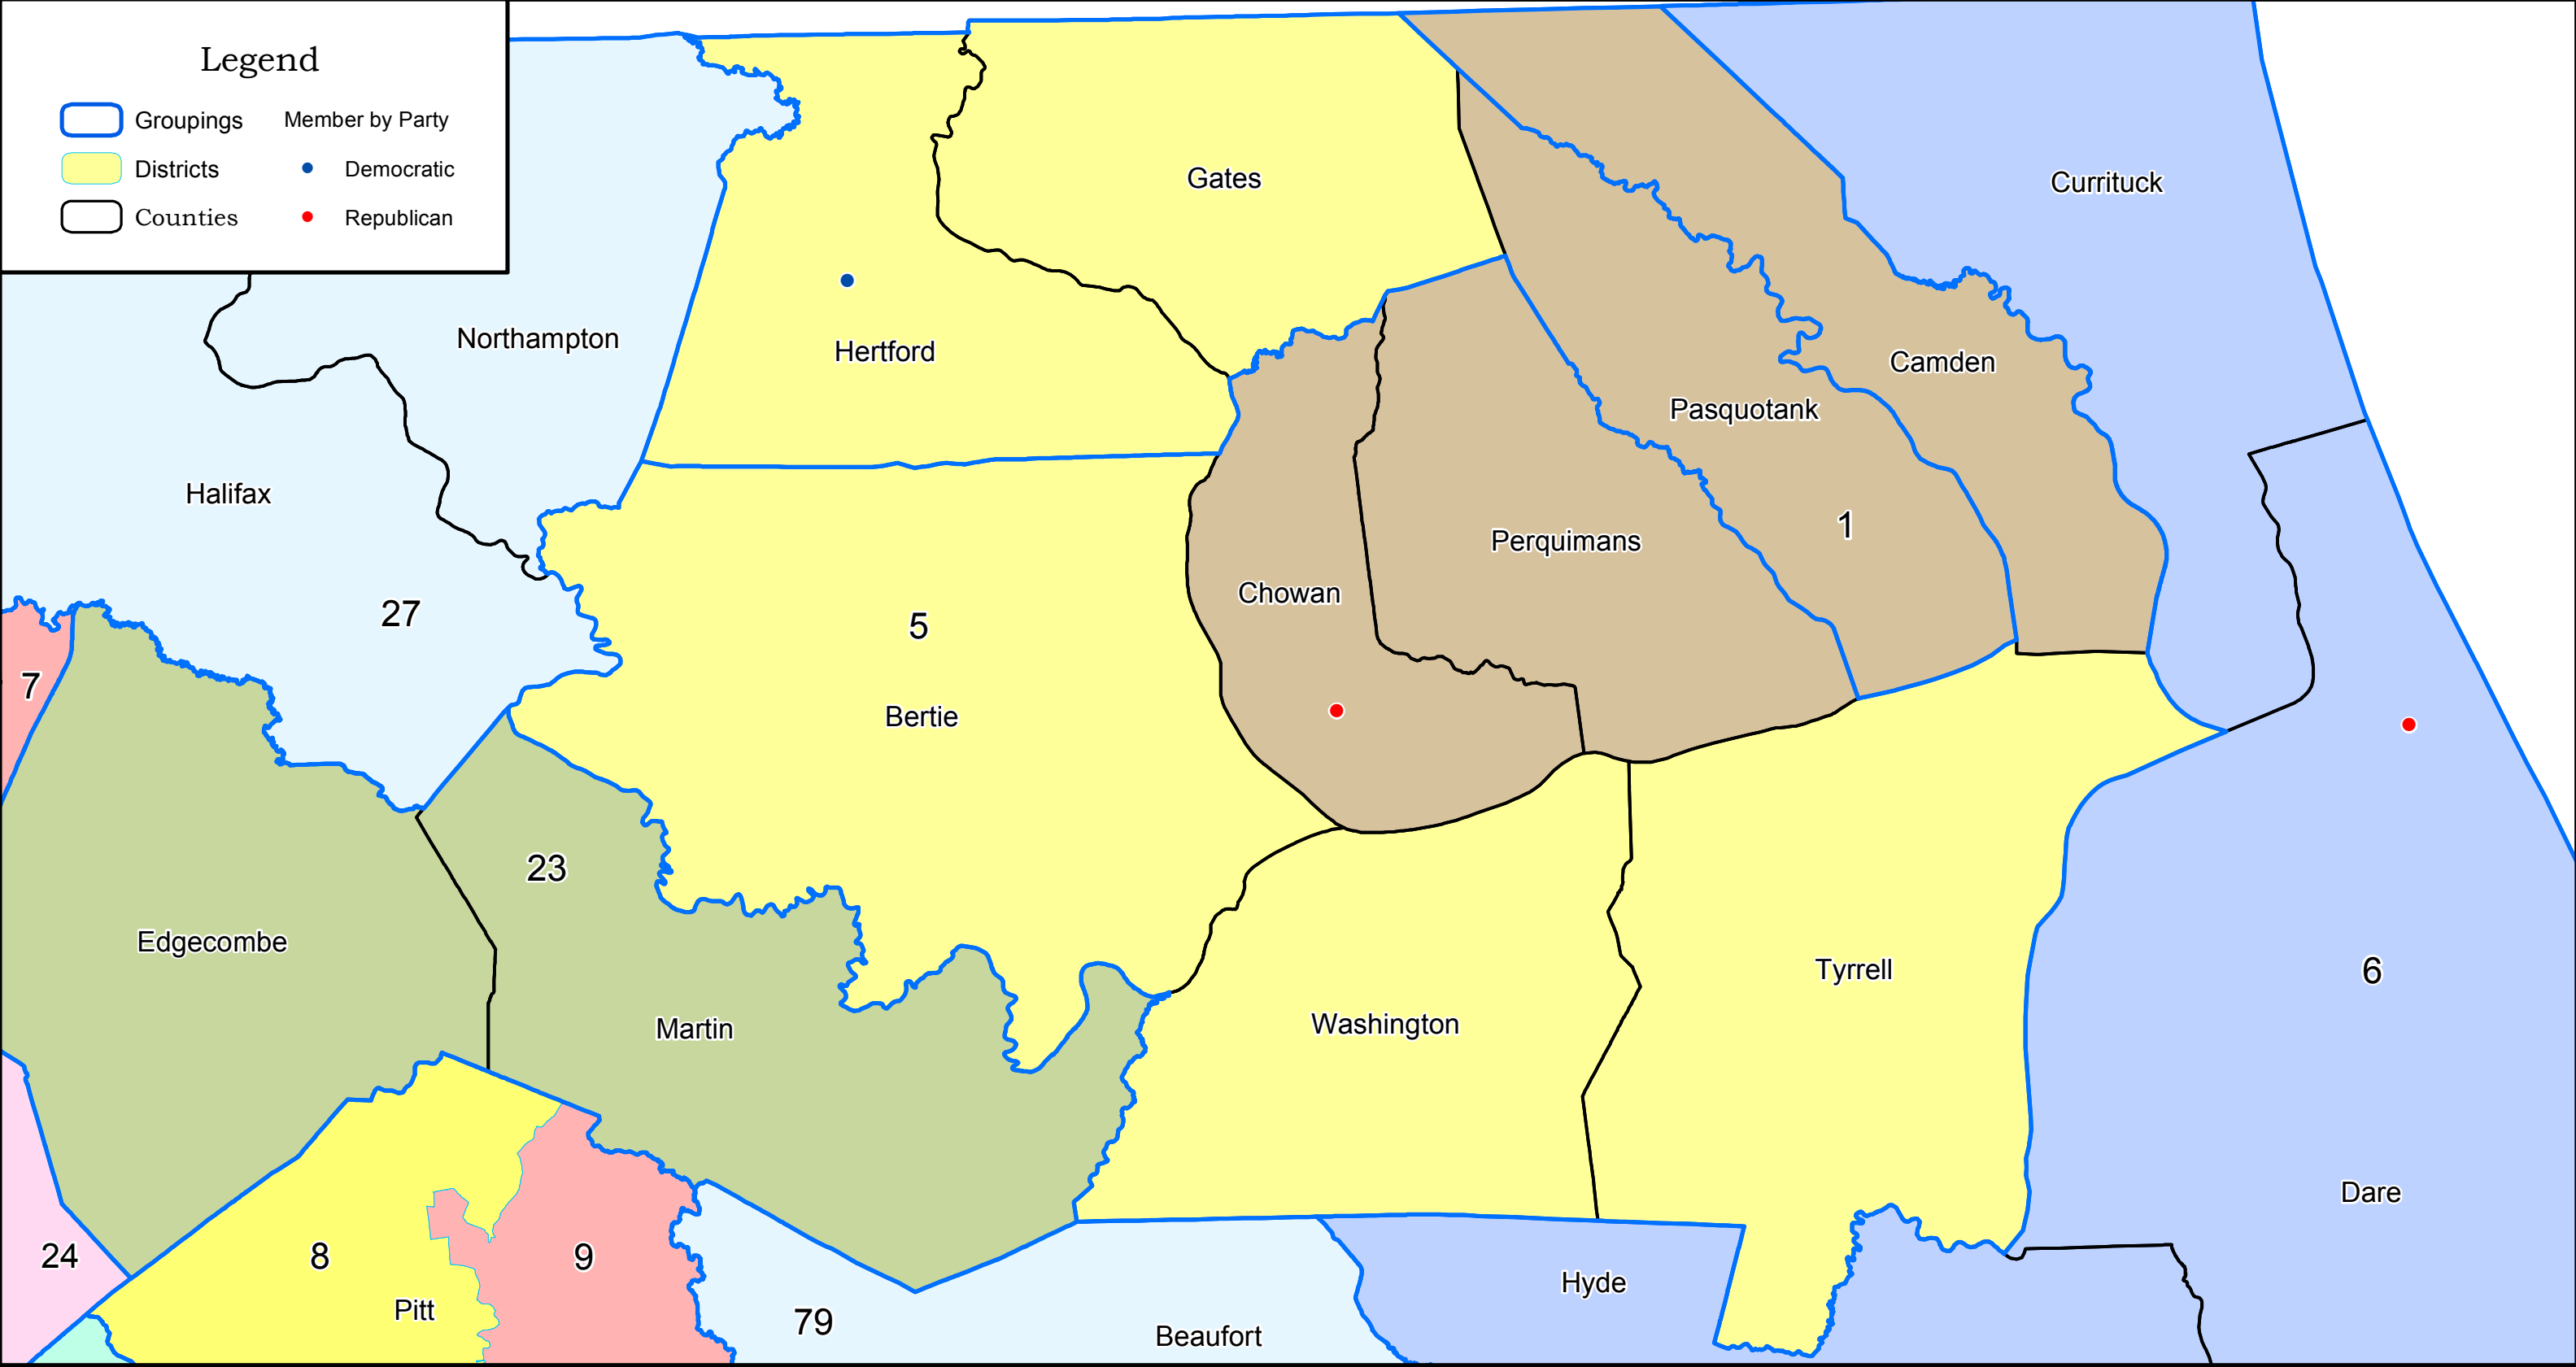 Legend
Groupings
Member by Party
Districts
Democratic
Counties
Republican
Gates
Currituck
Northampton
Hertford
Camden
Pasquotank
Halifax
1
Perquimans
Chowan
27
5
7
Bertie
23
Edgecombe
Tyrrell
6
Washington
Martin
Dare
24
8
9
Hyde
Pitt
79
Beaufort